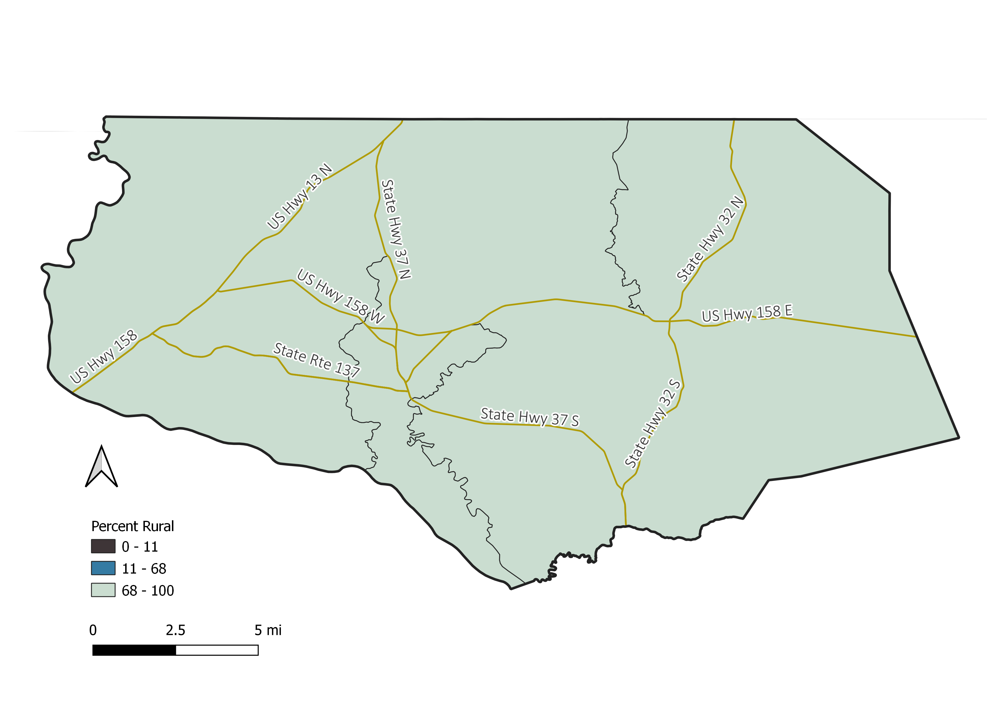 US Hwy 13 N
State Hwy 37 N
State Hwy 32 N
US Hwy 158 W
US Hwy 158 E
US Hwy 158
State Rte 137
State Hwy 37 S
State Hwy 32 S
Percent Rural
0 - 11
11 - 68
68 - 100
0 2.5 5 mi